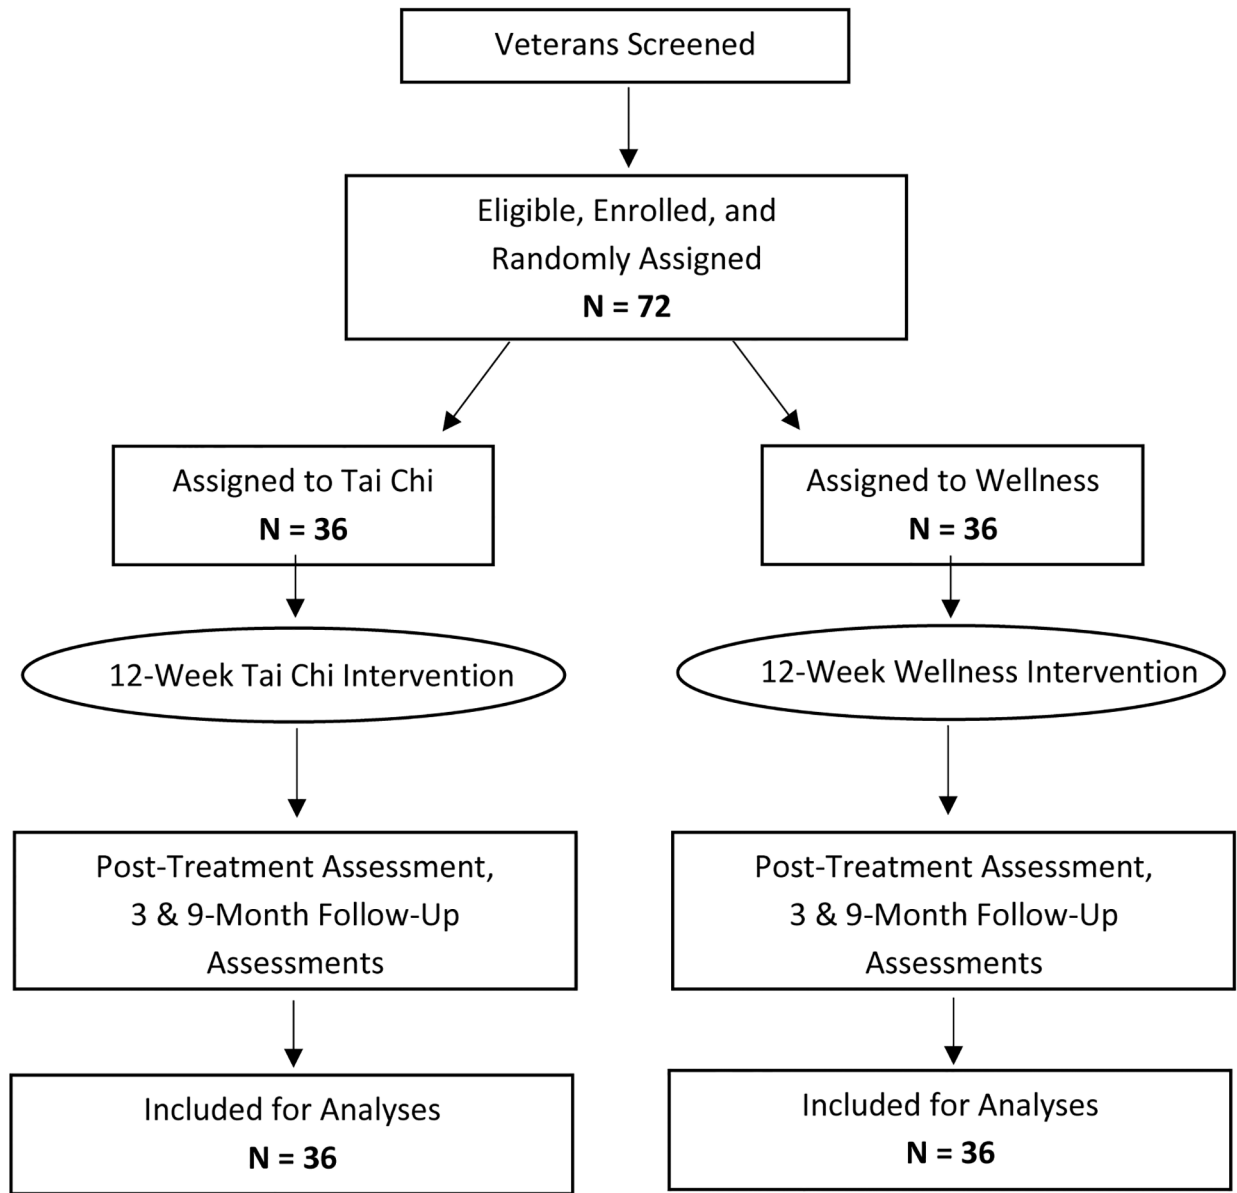 Veterans Screened
Eligible, Enrolled, and
Randomly Assigned
N = 72
Assigned to Tai Chi
N = 36
Assigned to Wellness
N = 36
12-Week Tai Chi Intervention
12-Week Wellness Intervention
Post-Treatment Assessment,
3 & 9-Month Follow-Up
Assessments
Post-Treatment Assessment,
3 & 9-Month Follow-Up
Assessments
Included for Analyses
N = 36
Included for Analyses
N = 36